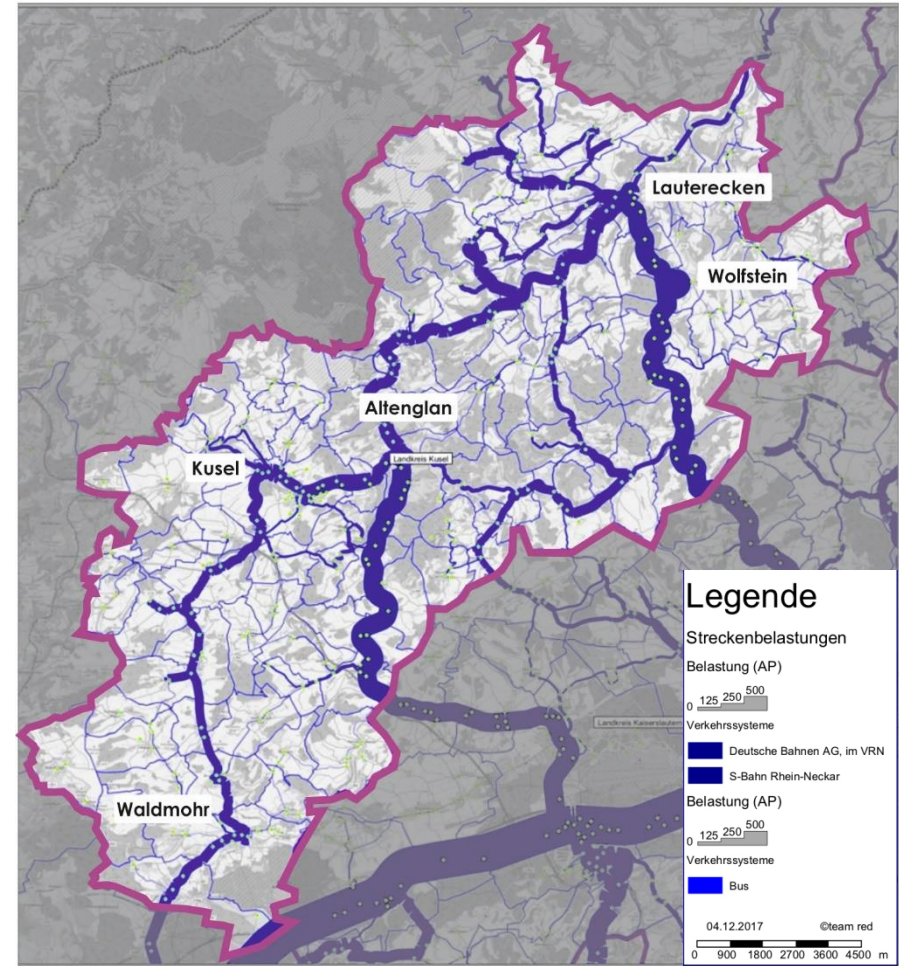 Lauterecken
Wolfstein
Altenglan
Landkreis Kusel
Kusel
Landkreis Kaiserslautern
Waldmohr
Legende
Streckenbelastungen
Belastung (AP)
0 125 250 500
Verkehrssysteme
Deutsche Bahnen AG, im VRN
S-Bahn Rhein-Neckar
Belastung (AP)
0 125 250 500
Verkehrssysteme
Bus
04.12.2017 ©team red
0 900 1800 2700 3600 4500 m